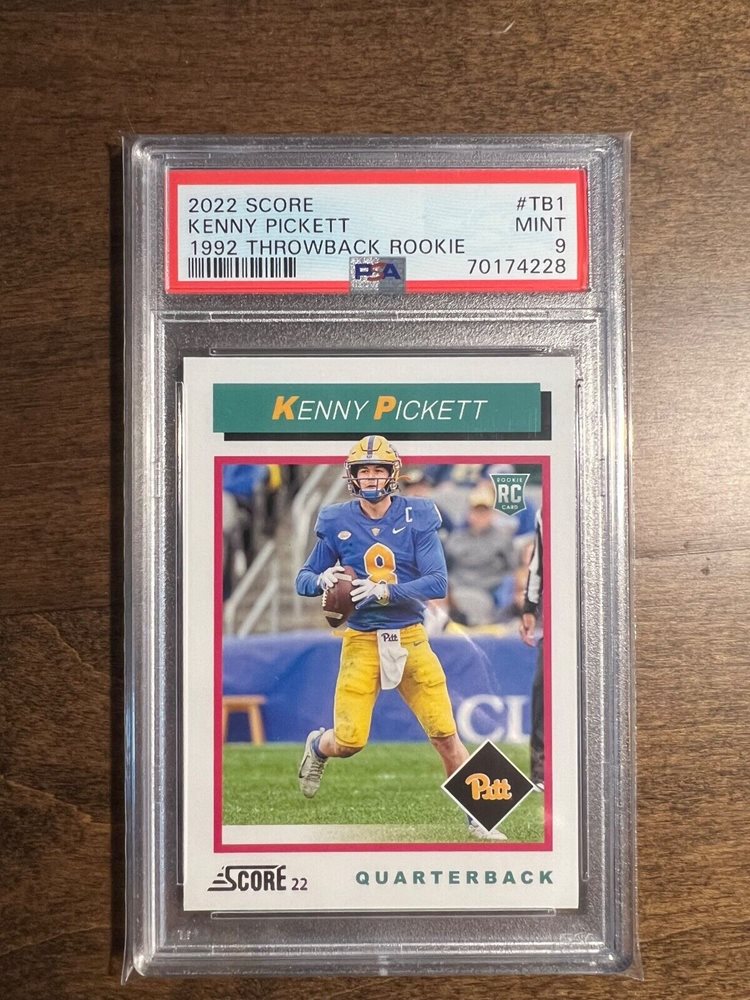 2022 SCORE #TB1
KENNY PICKETT MINT
1992 THROWBACK ROOKIE 9
PSA 70174228
KENNY PICKETT
ROOKIE
RC
CARD
C
8
Pitt
CL
Pitt
SCORE 22 QUARTERBACK